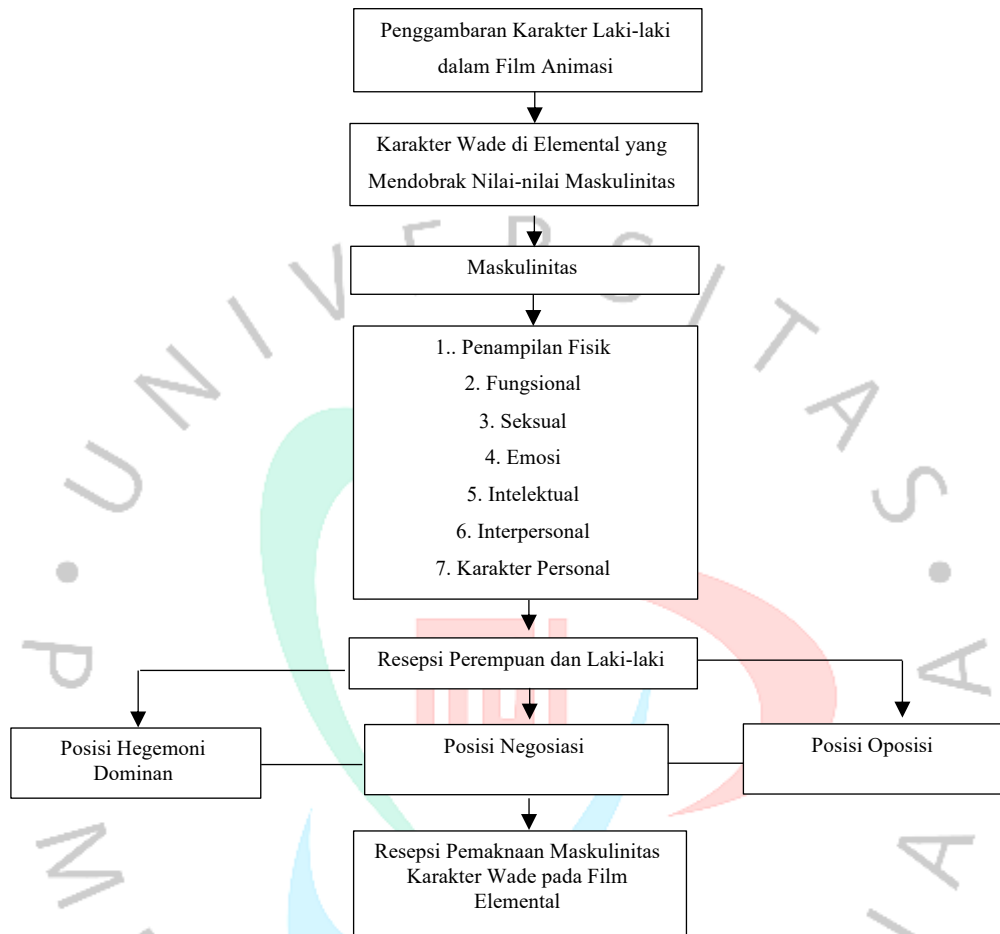 Penggambaran Karakter Laki-laki
dalam Film Animasi
Karakter Wade di Elemental yang
Mendobrak Nilai-nilai Maskulinitas
Maskulinitas
1.. Penampilan Fisik
2. Fungsional
3. Seksual
4. Emosi
5. Intelektual
6. Interpersonal
7. Karakter Personal
Resepsi Perempuan dan Laki-laki
Posisi Hegemoni
Dominan
Posisi Negosiasi
Posisi Oposisi
Resepsi Pemaknaan Maskulinitas
Karakter Wade pada Film
Elemental
UNIVERSITAS